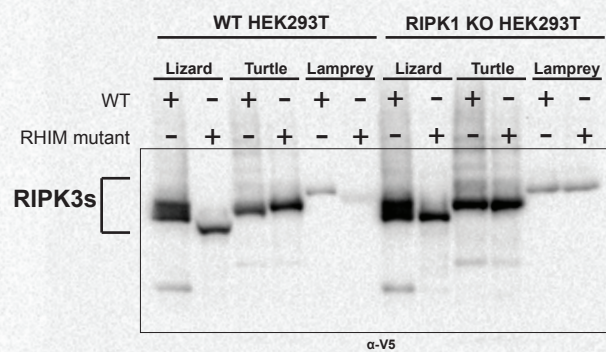 WT HEK293T RIPK1 KO HEK293T
Lizard Turtle Lamprey Lizard Turtle Lamprey
WT + - + - + - + - + - + -
RHIM mutant - + - + - + - + - + - +
RIPK3s
α-V5